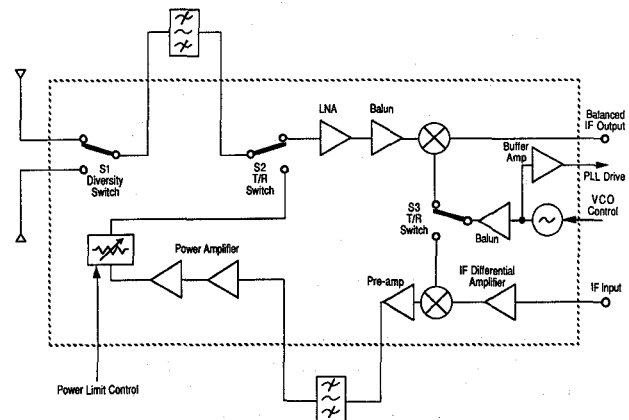 LNA
Balun
Balanced
IF Output
Buffer
Amp
PLL Drive
S1
Diversity
Switch
S2
T/R
Switch
S3
T/R
Switch
VCO
Control
Balun
Power Amplifier
Pre-amp
IF Differential
Amplifier
IF Input
Power Limit Control